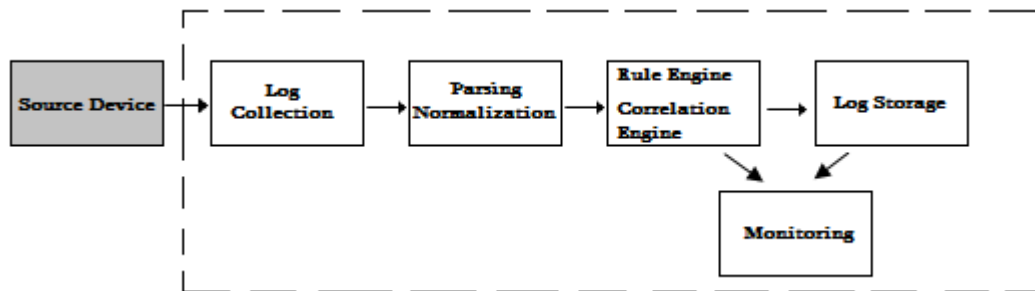 Source Device
Log
Collection
Parsing
Normalization
Rule Engine
Correlation
Engine
Log Storage
Monitoring